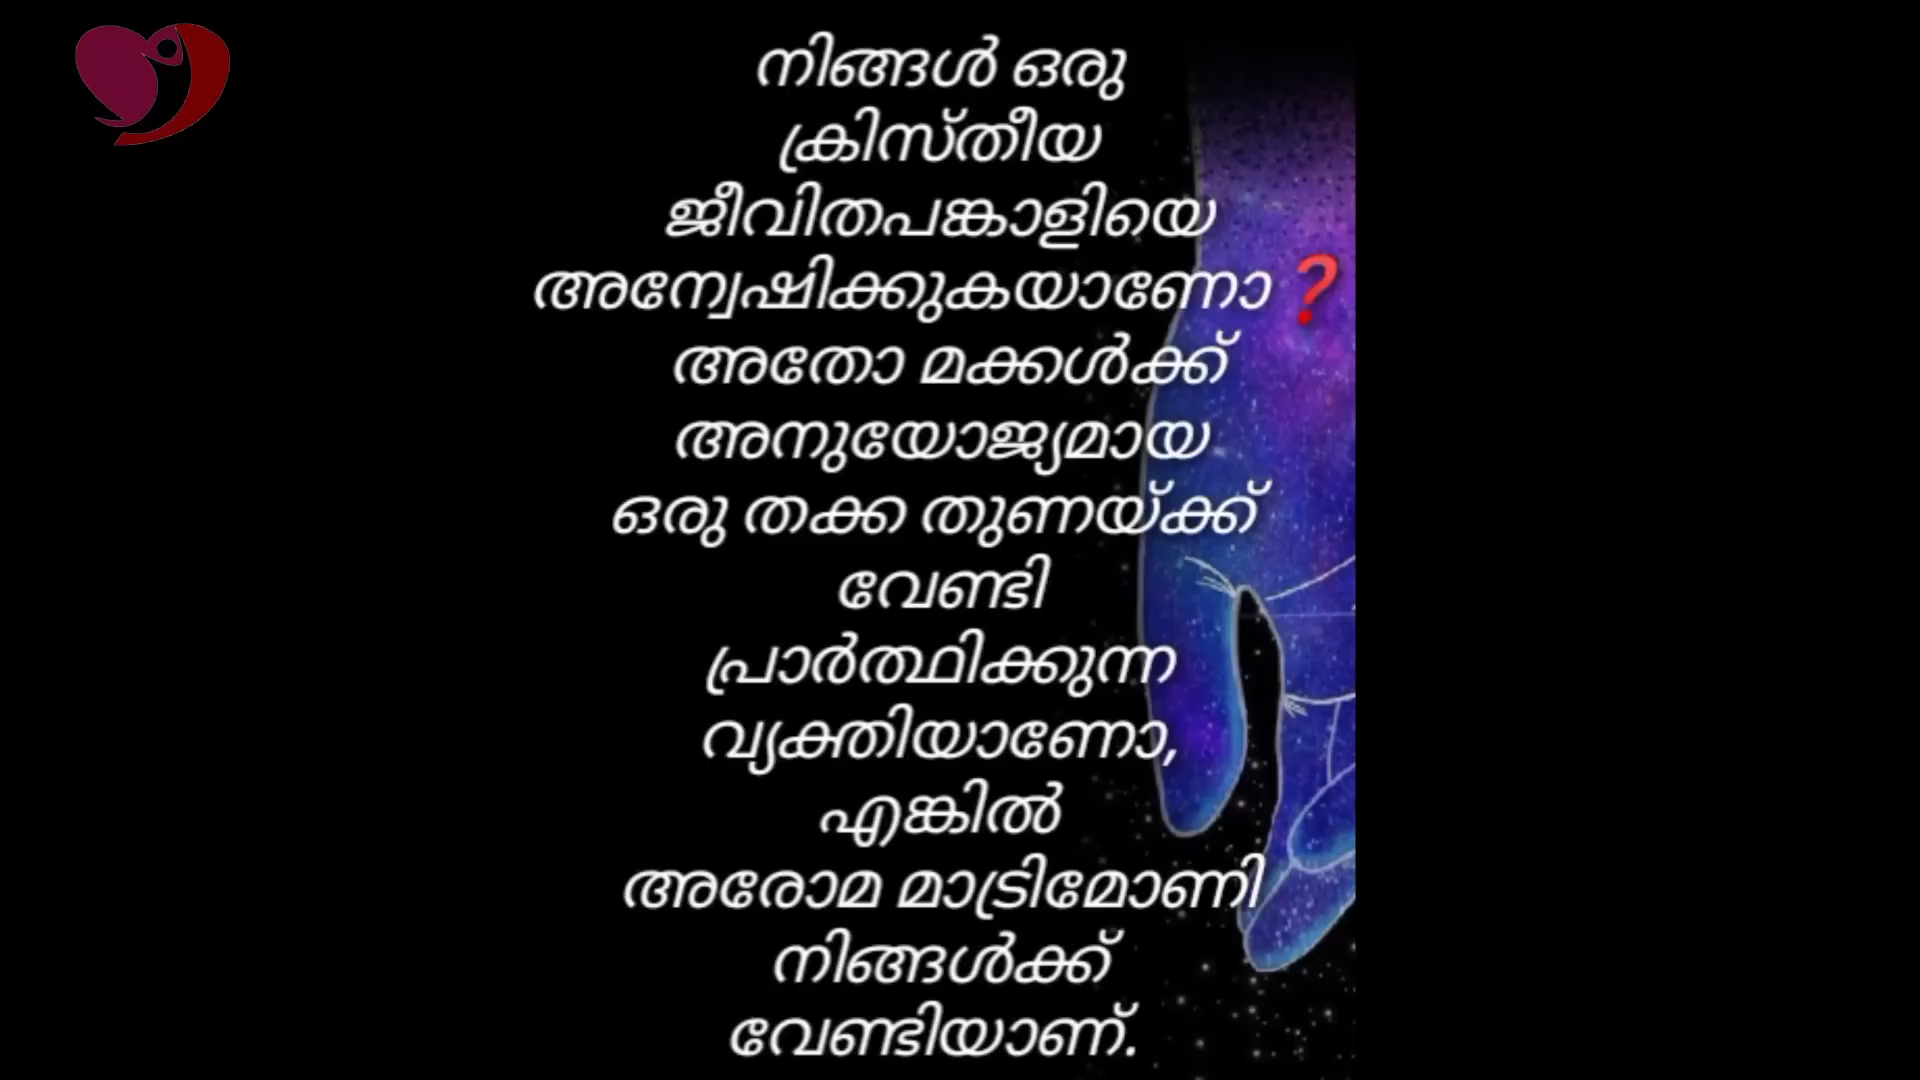 നിങ്ങൾ ഒരു
ക്രിസ്തീയ
ജീവിതപങ്കാളിയെ
അന്വേഷിക്കുകയാണോ❓
അതോ മക്കൾക്ക്
അനുയോജ്യമായ
ഒരു തക്ക തുണയ്ക്ക്
വേണ്ടി
പ്രാർത്ഥിക്കുന്ന
വ്യക്തിയാണോ,
എങ്കിൽ
അരോമ മാട്രിമോണി
നിങ്ങൾക്ക്
വേണ്ടിയാണ്.